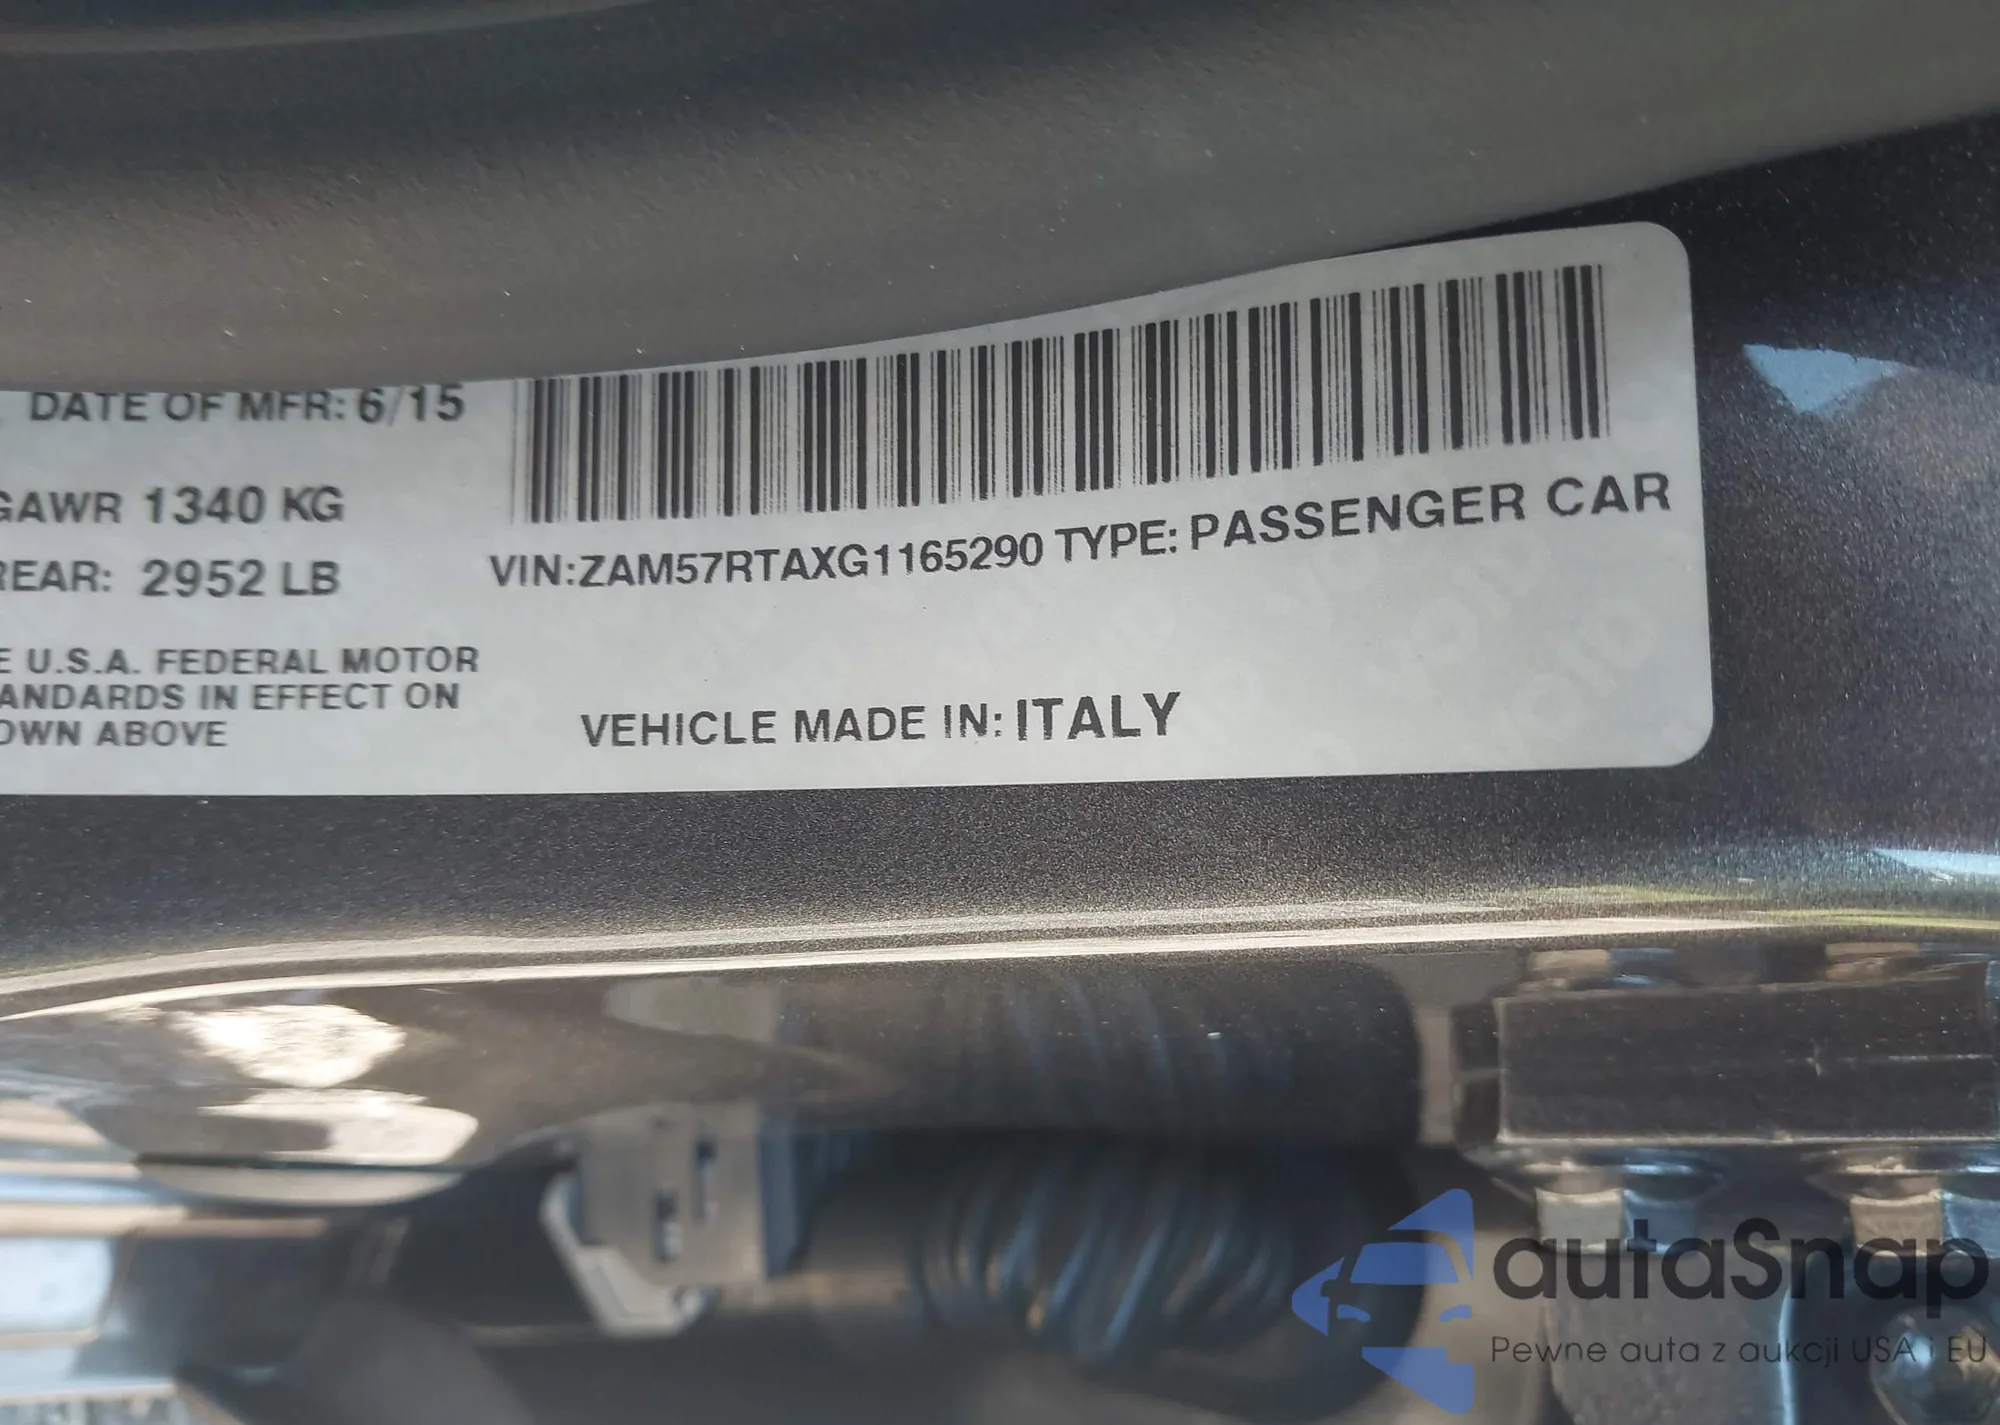 DATE OF MFR: 6/15
GAWR 1340 KG
REAR: 2952 LB
VIN:ZAM57RTAXG1165290 TYPE: PASSENGER CAR
E U.S.A. FEDERAL MOTOR
ANDARDS IN EFFECT ON
OWN ABOVE
VEHICLE MADE IN: ITALY
autaSnap
Pewne auta z aukcji USA i EU